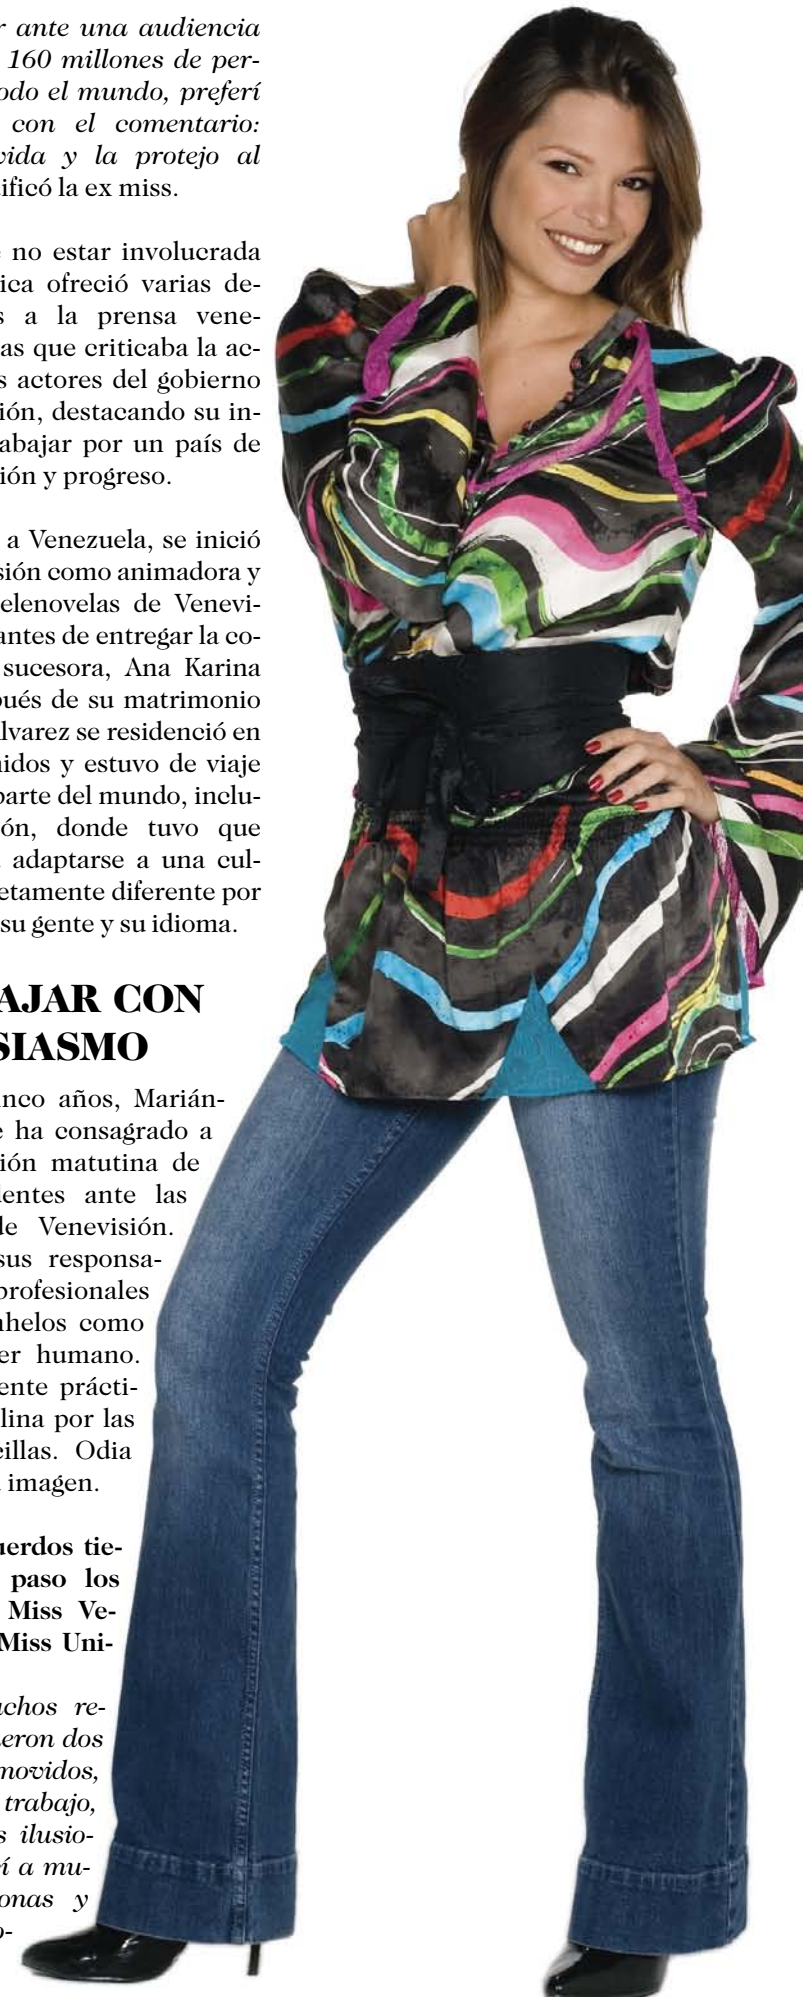 r ante una audiencia
160 millones de per-
odo el mundo, preferí
con el comentario:
vida y la protejo al
ificó la ex miss.
e no estar involucrada
ica ofreció varias de-
s a la prensa vene-
as que criticaba la ac-
s actores del gobierno
ión, destacando su in-
abajar por un país de
ión y progreso.
a Venezuela, se inició
sión como animadora y
elenovelas de Venevi-
antes de entregar la co-
sucesora, Ana Karina
pués de su matrimonio
lvarez se residenció en
nidos y estuvo de viaje
parte del mundo, inclu-
ón, donde tuvo que
adaptarse a una cul-
etamente diferente por
su gente y su idioma.
AJAR CON
SIASMO
inco años, Marián-
e ha consagrado a
ión matutina de
dentes ante las
de Venevisión.
sus responsa-
profesionales
nhelos como
er humano.
ente prácti-
lina por las
cillas. Odia
a imagen.
uerdos tie-
paso los
Miss Ve-
Miss Uni-
uchos re-
ueron dos
movidos,
trabajo,
s ilusio-
í a mu-
onas y
o-